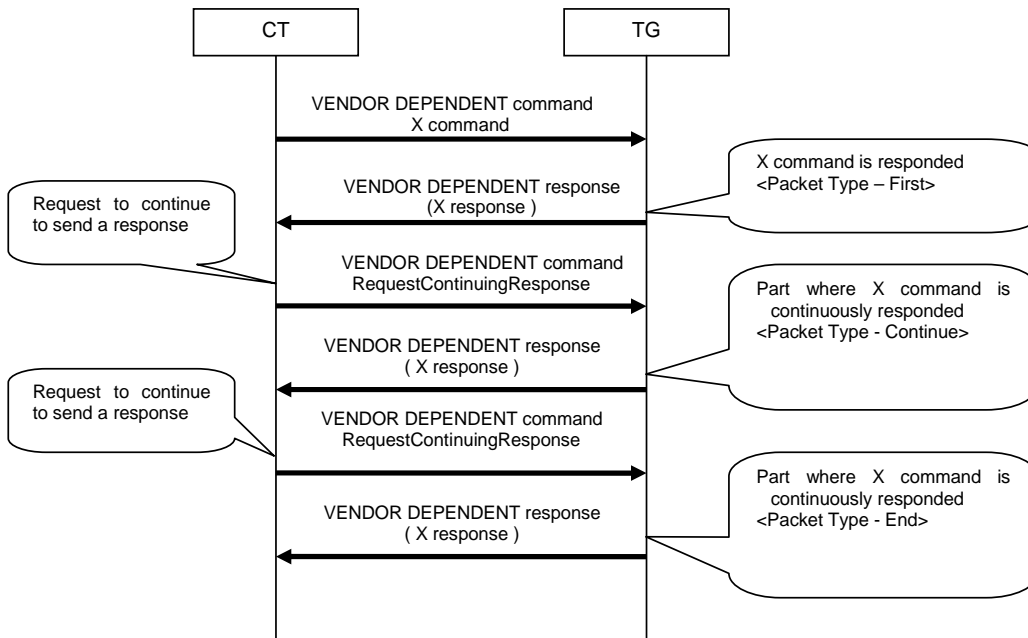 CT
TG
VENDOR DEPENDENT command
X command
X command is responded
<Packet Type – First>
VENDOR DEPENDENT response
(X response )
Request to continue
to send a response
VENDOR DEPENDENT command
RequestContinuingResponse
Part where X command is
continuously responded
<Packet Type - Continue>
VENDOR DEPENDENT response
( X response )
Request to continue
to send a response
VENDOR DEPENDENT command
RequestContinuingResponse
Part where X command is
continuously responded
<Packet Type - End>
VENDOR DEPENDENT response
( X response )